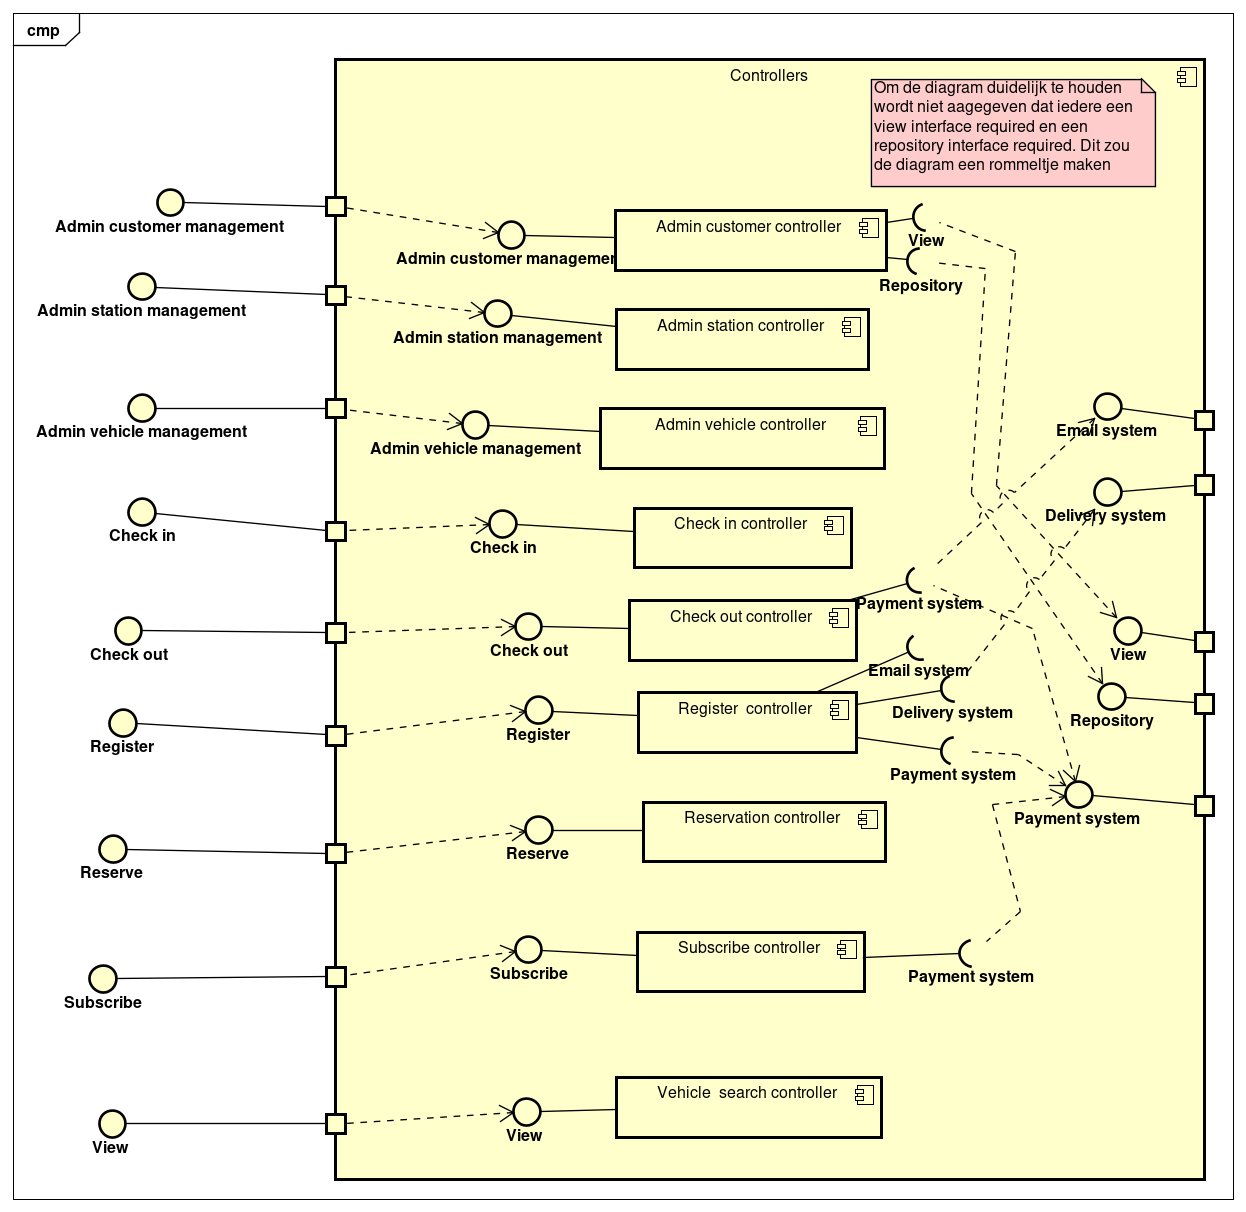 cmp
Controllers
Om de diagram duidelijk te houden
wordt niet aagegeven dat iedere een
view interface required en een
repository interface required. Dit zou
de diagram een rommeltje maken
Admin customer management
Admin customer managemen
Admin customer controller
View
Repository
Admin station management
Admin station management
Admin station controller
Admin vehicle management
Admin vehicle management
Admin vehicle controller
Email system
Delivery system
Check in
Check in
Check in controller
Check out
Check out
Check out controller
Payment system
View
Email system
Register
Register
Register  controller
Delivery system
Repository
Payment system
Payment system
Reserve
Reserve
Reservation controller
Subscribe
Subscribe
Subscribe controller
Payment system
View
View
Vehicle  search controller